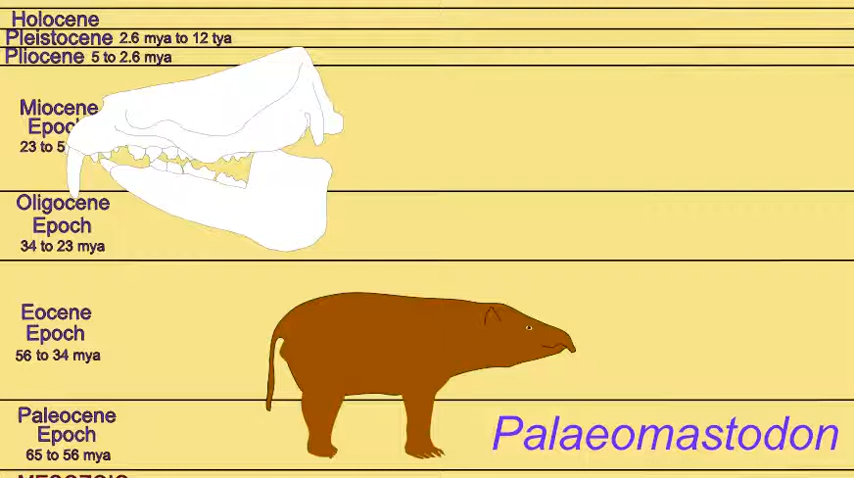 Holocene
Pleistocene 2.6 mya to 12 tya
Pliocene 5 to 2.6 mya
Miocene
Epoch
23 to 5
Oligocene
Epoch
34 to 23 mya
Eocene
Epoch
56 to 34 mya
Paleocene
Epoch
65 to 56 mya
Palaeomastodon